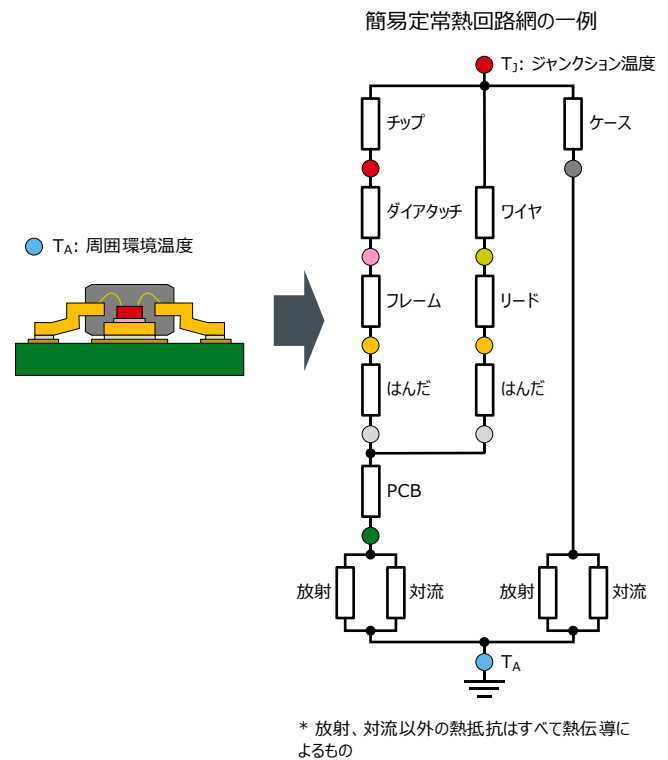 簡易定常熱回路網の一例
TJ: ジャンクション温度
チップ
ケース
ダイアタッチ
ワイヤ
TA: 周囲環境温度
フレーム
リード
はんだ
はんだ
PCB
放射
対流
放射
対流
TA
* 放射、対流以外の熱抵抗はすべて熱伝導に
よるもの